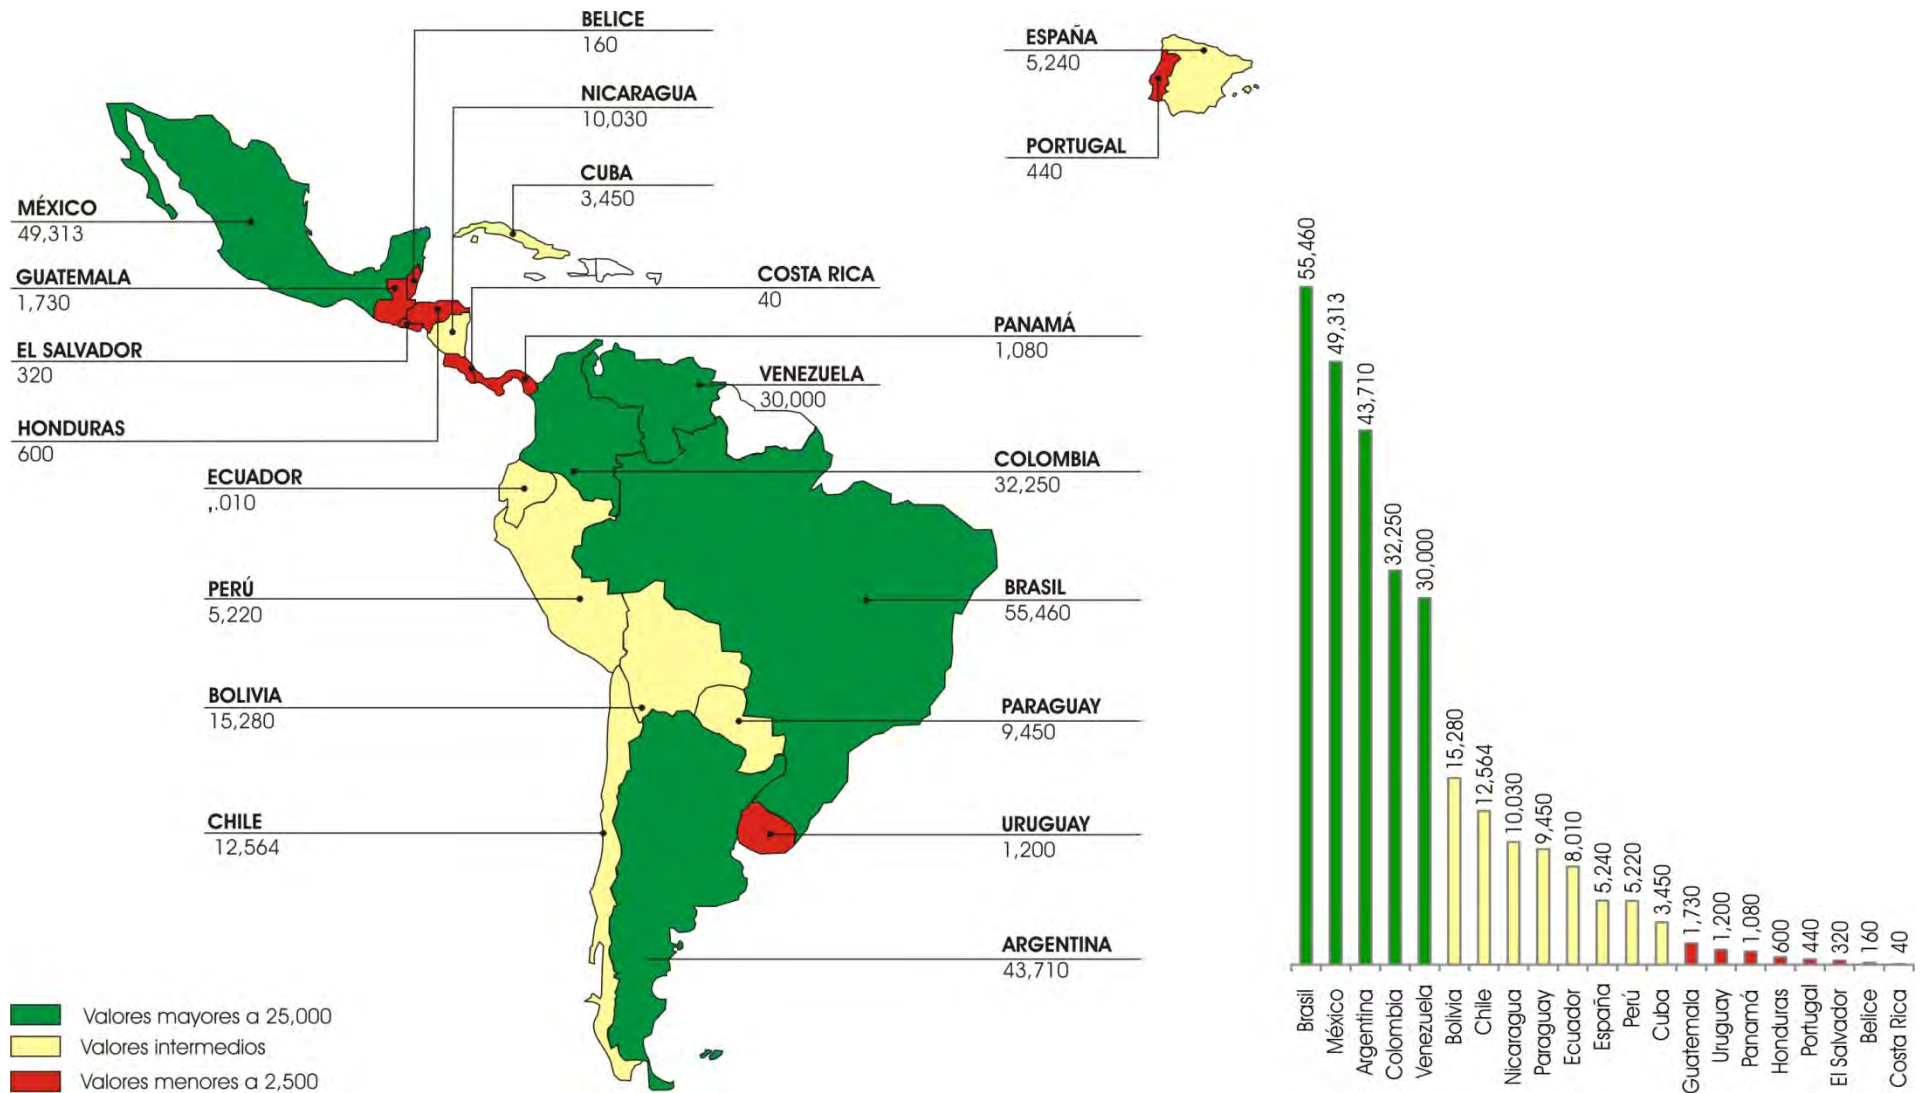 BELICE
160
NICARAGUA
10,030
CUBA
3,450
MÉXICO
49,313
GUATEMALA
1,730
EL SALVADOR
320
HONDURAS
600
COSTA RICA
40
PANAMÁ
1,080
VENEZUELA
30,000
COLOMBIA
32,250
ECUADOR
,.010
PERÚ
5,220
BRASIL
55,460
BOLIVIA
15,280
PARAGUAY
9,450
CHILE
12,564
URUGUAY
1,200
ARGENTINA
43,710
ESPAÑA
5,240
PORTUGAL
440
Valores mayores a 25,000
Valores intermedios
Valores menores a 2,500
55,460
49,313
43,710
32,250
30,000
15,280
12,564
10,030
9,450
8,010
5,240
5,220
3,450
1,730
1,200
1,080
600
440
320
160
40
Brasil
México
Argentina
Colombia
Venezuela
Bolivia
Chile
Nicaragua
Paraguay
Ecuador
España
Perú
Cuba
Guatemala
Uruguay
Panamá
Honduras
Portugal
El Salvador
Belice
Costa Rica